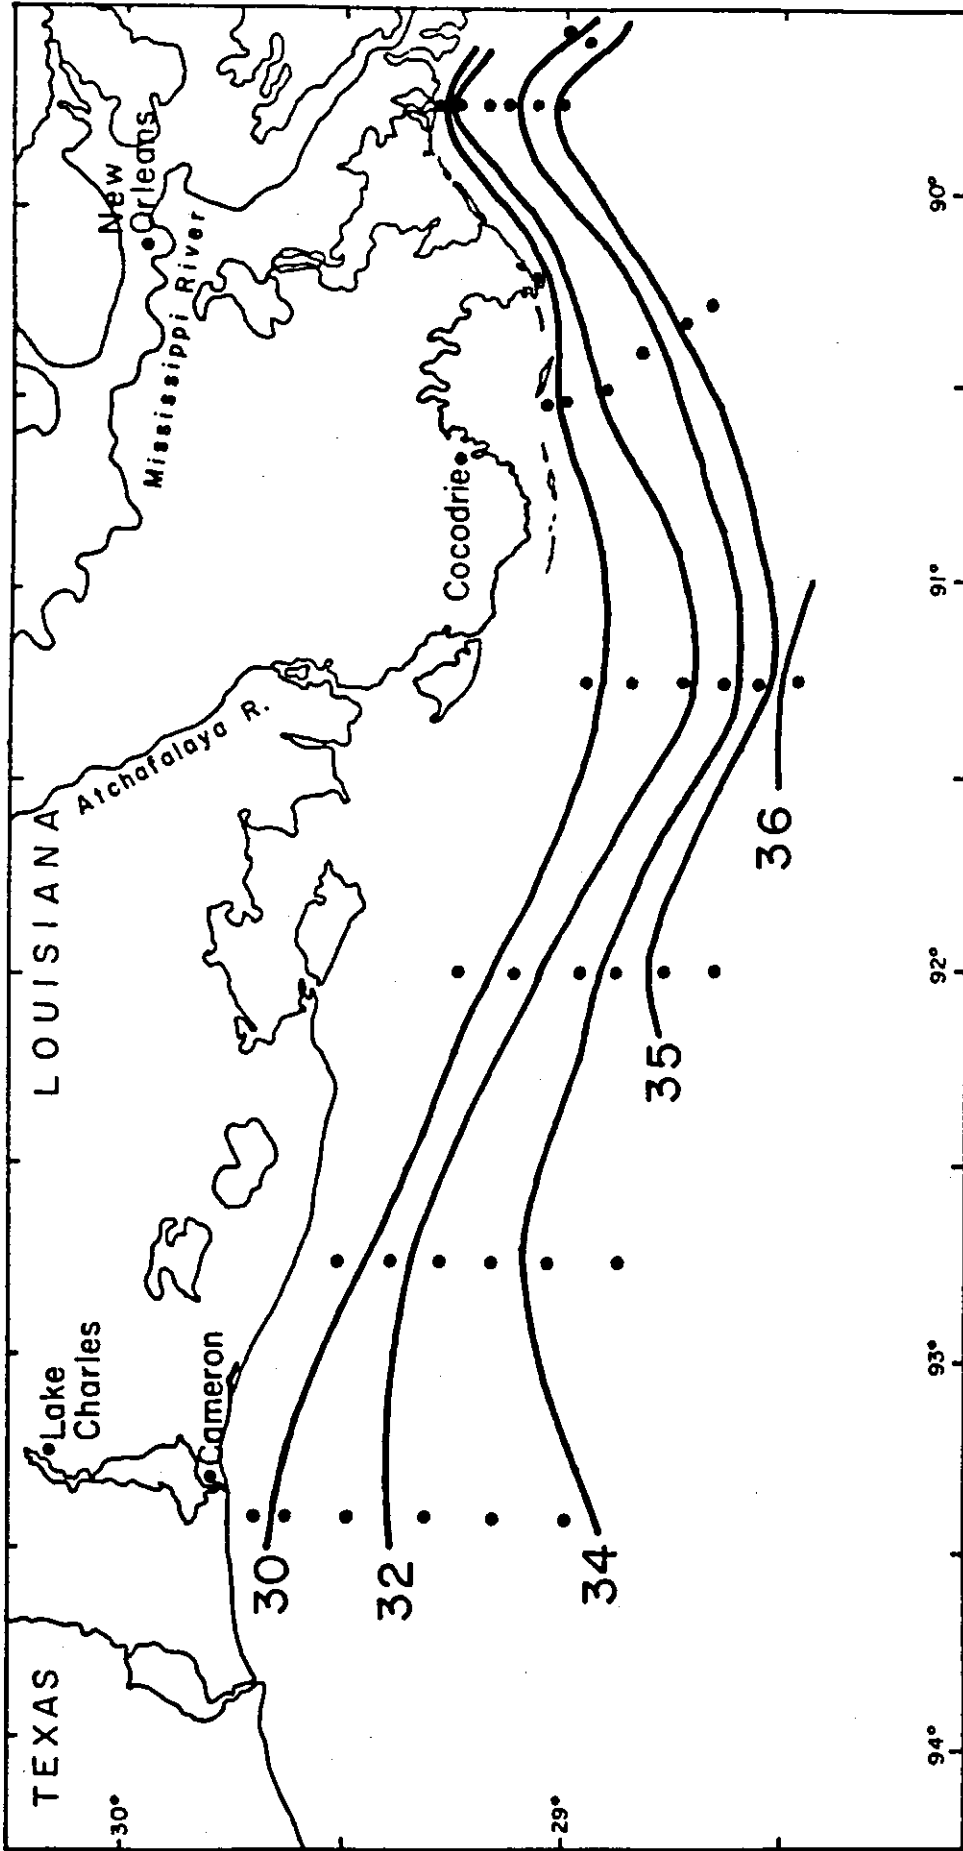 TEXAS
LOUISIANA
Lake
Charles
Cameron
Atchafalaya R.
Mississippi River
New
Orleans
Cocodrie
30
32
34
35
36
30°
29°
94°
93°
92°
91°
90°